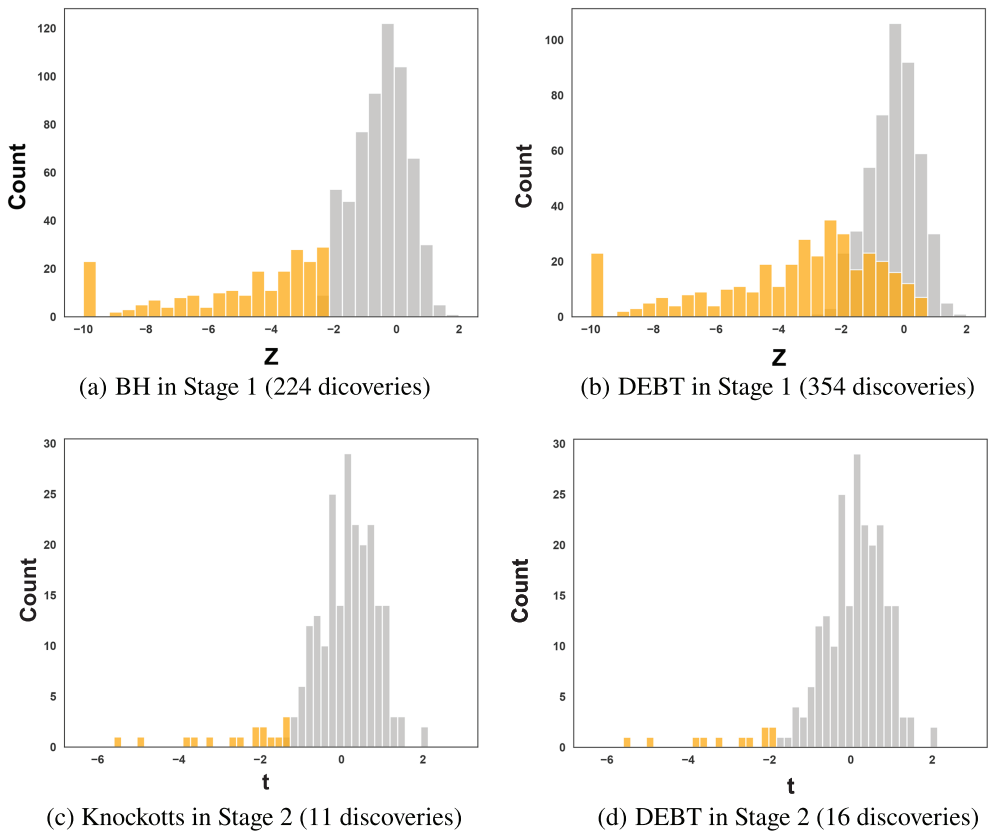 120
100
80
60
40
20
0
Count
−10 −8 −6 −4 −2 0 2
Z
(a) BH in Stage 1 (224 dicoveries)
100
80
60
40
20
0
Count
−10 −8 −6 −4 −2 0 2
Z
(b) DEBT in Stage 1 (354 discoveries)
30
25
20
15
10
5
0
Count
−6 −4 −2 0 2
t
(c) Knockotts in Stage 2 (11 discoveries)
30
25
20
15
10
5
0
Count
−6 −4 −2 0 2
t
(d) DEBT in Stage 2 (16 discoveries)